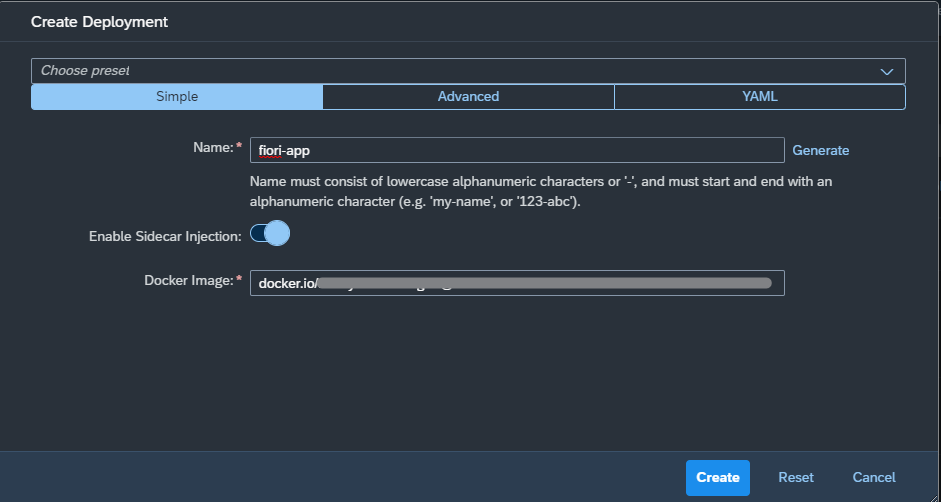 Create Deployment
Choose preset
Simple Advanced YAML
Name:* fiori-app Generate
Name must consist of lowercase alphanumeric characters or '-', and must start and end with an
alphanumeric character (e.g. 'my-name', or '123-abc').
Enable Sidecar Injection:
Docker Image:* docker.io/
Create Reset Cancel